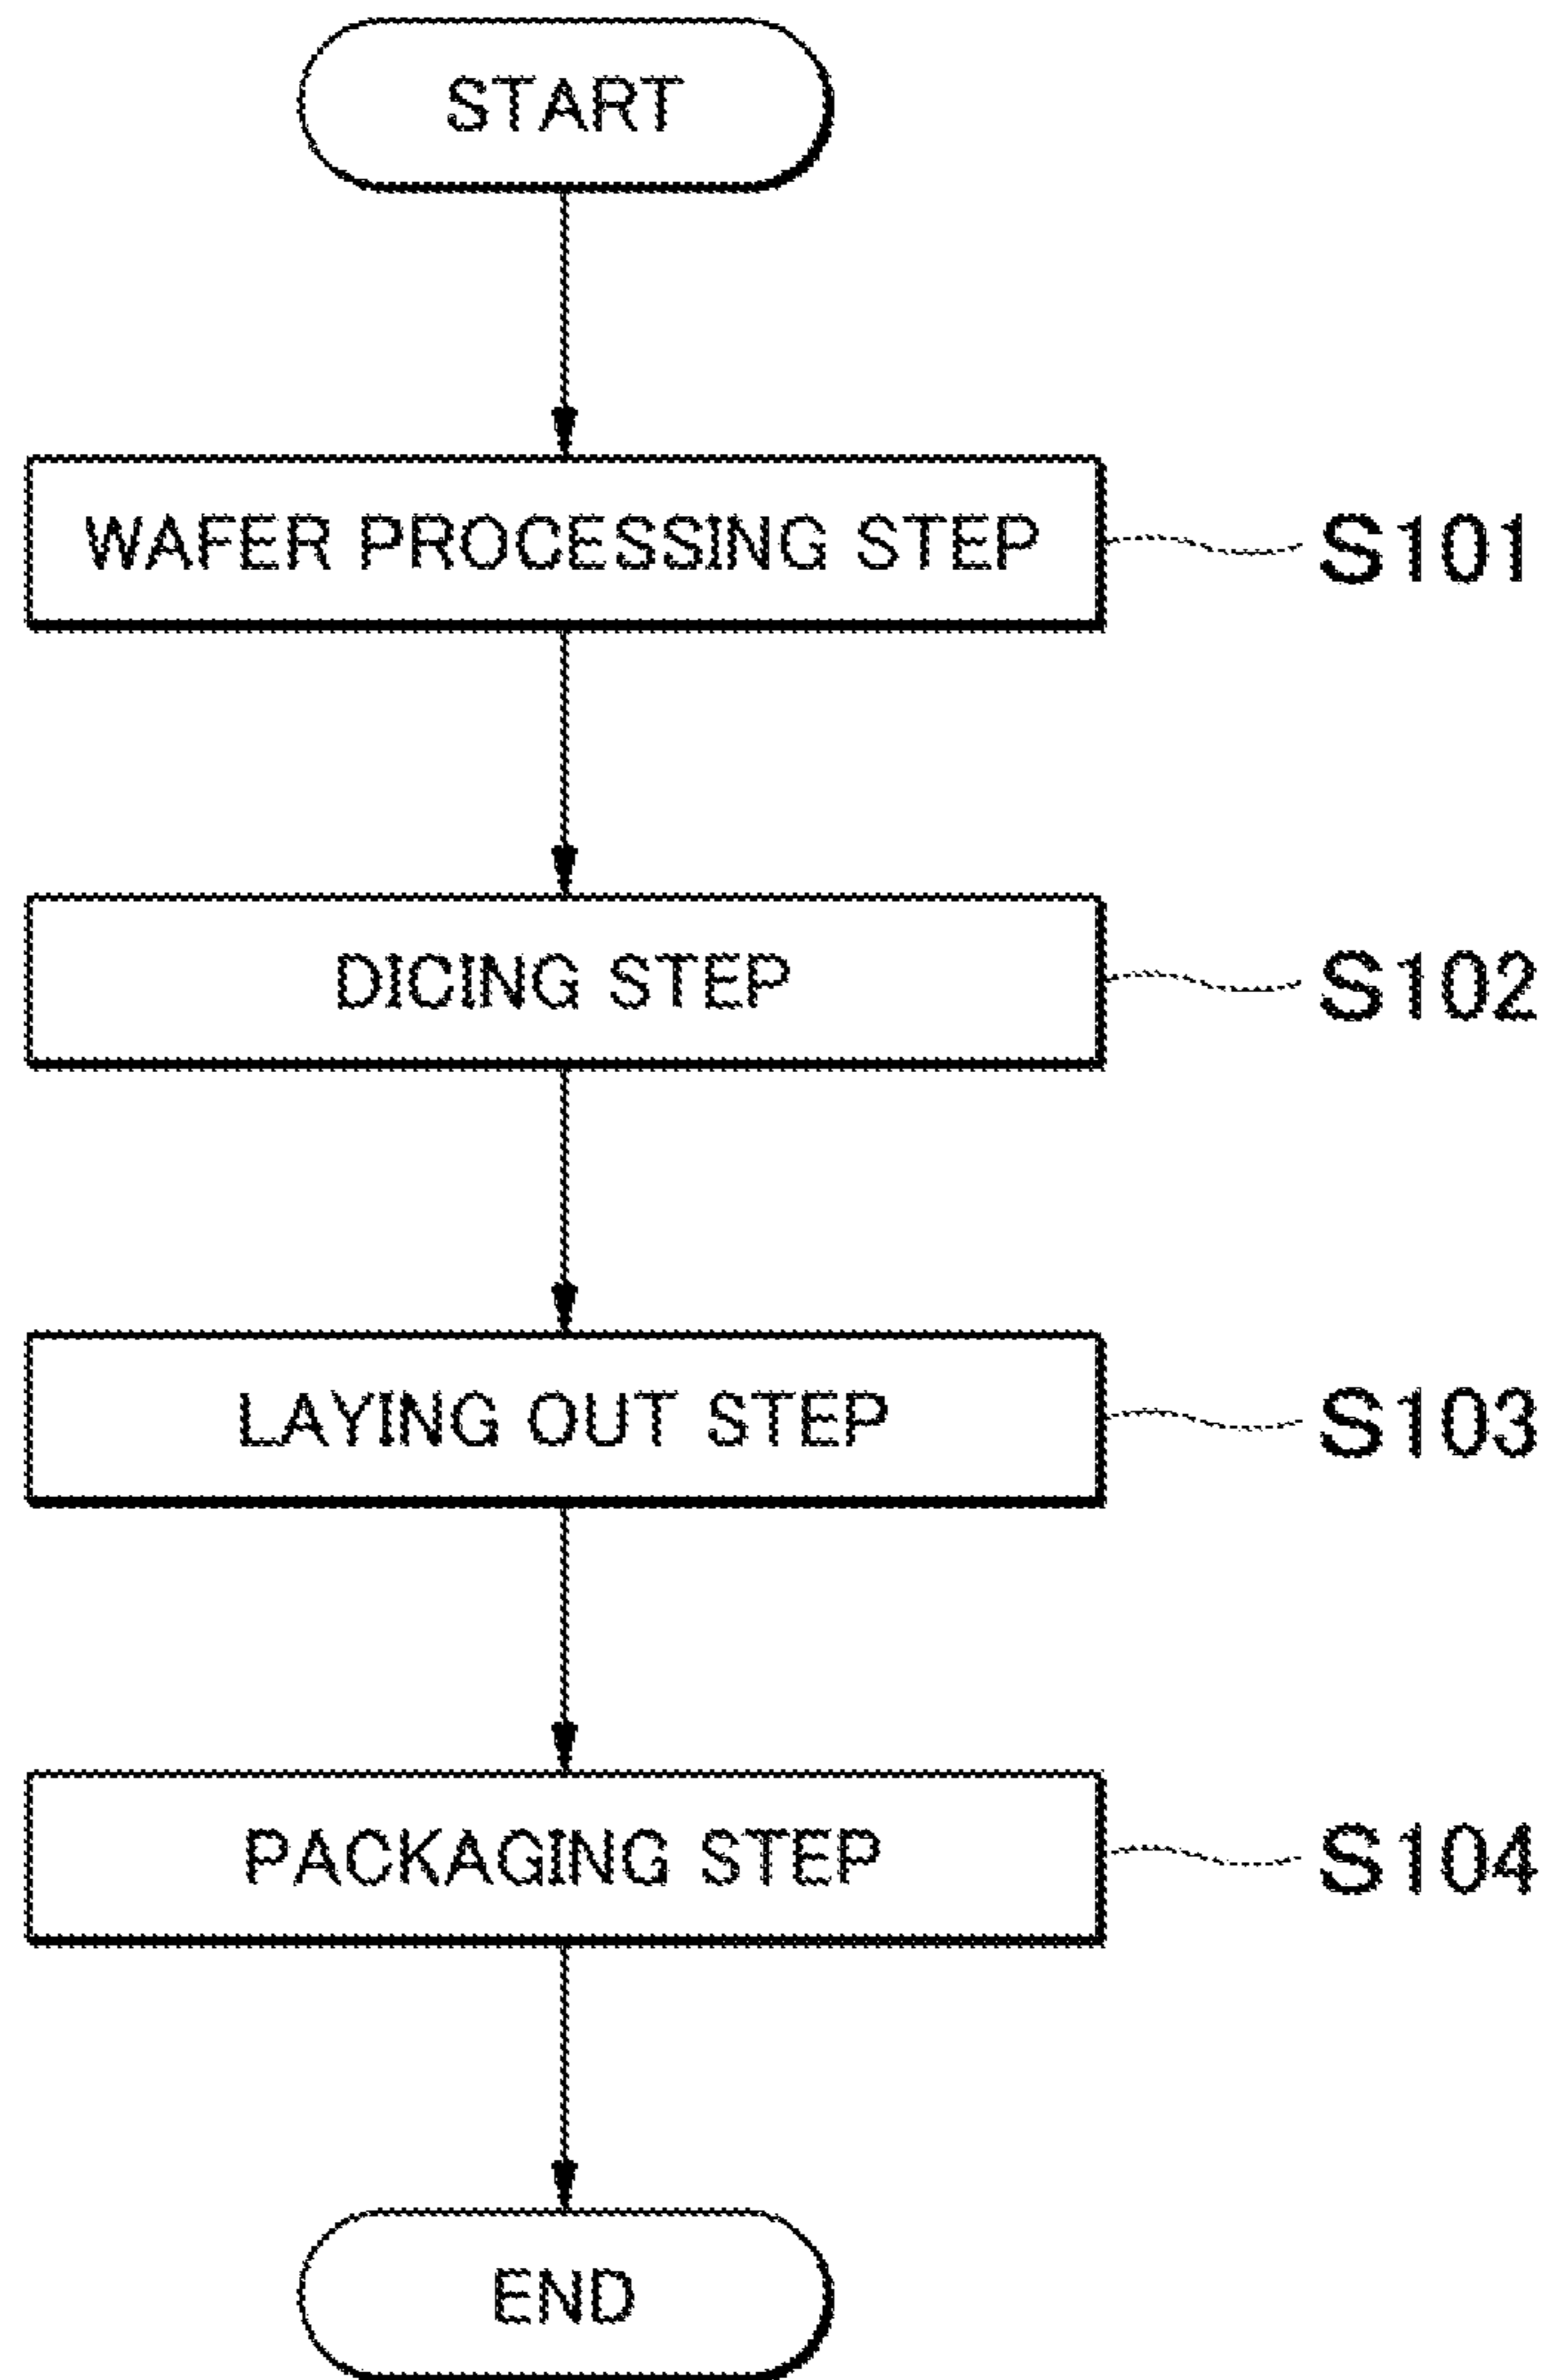 START
WAFER PROCESSING STEP
S101
DICING STEP
S102
LAYING OUT STEP
S103
PACKAGING STEP
S104
END